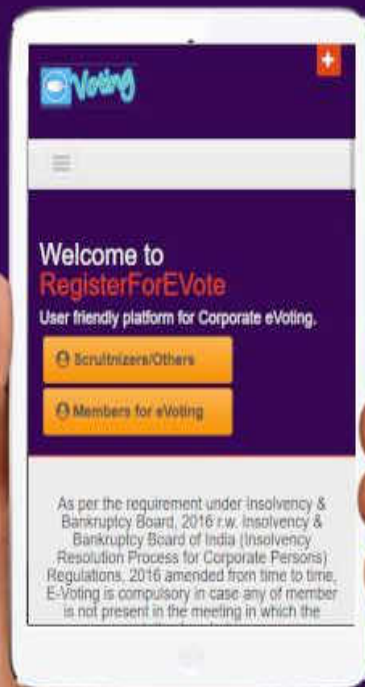 eVoting
Welcome to
RegisterForEVote
User friendly platform for Corporate eVoting.
Scrultnizers/Others
Members for eVoting
As per the requirement under Insolvency &
Bankruptcy Board, 2016 r.w. Insolvency &
Bankruptcy Board of India (Insolvency
Resolution Process for Corporate Persons)
Regulations, 2016 amended from time to time,
E-Voting is compulsory in case any of member
is not present in the meeting in which the